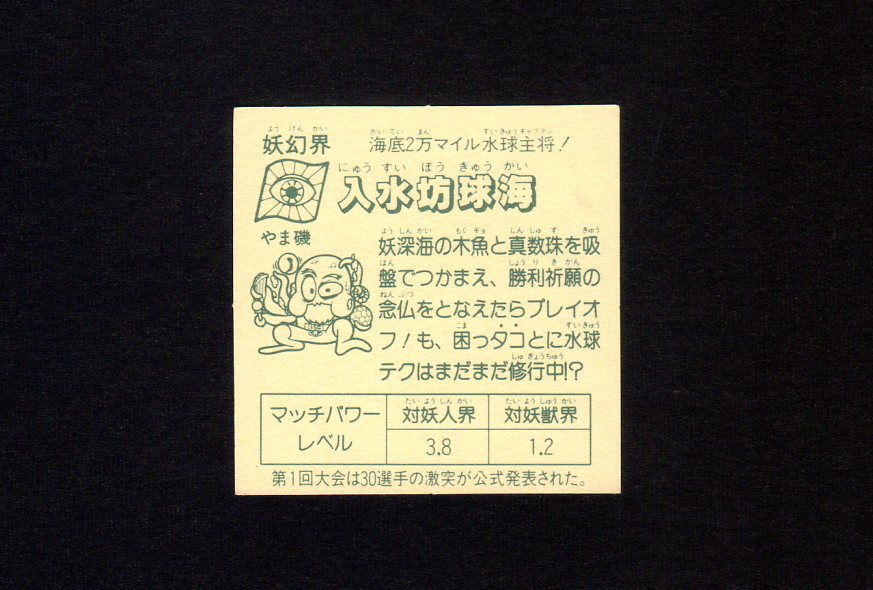 妖幻界
海底2万マイル水球主将!
入水坊球海
やま磯
妖深海の木魚と真数珠を吸
盤でつかまえ、勝利祈願の
念仏をとなえたらプレイオ
フ!も、困っタコとに水球
テクはまだまだ修行中!?
マッチパワー
レベル
対妖人界
対妖獣界
3.8
1.2
第1回大会は30選手の激突が公式発表された。